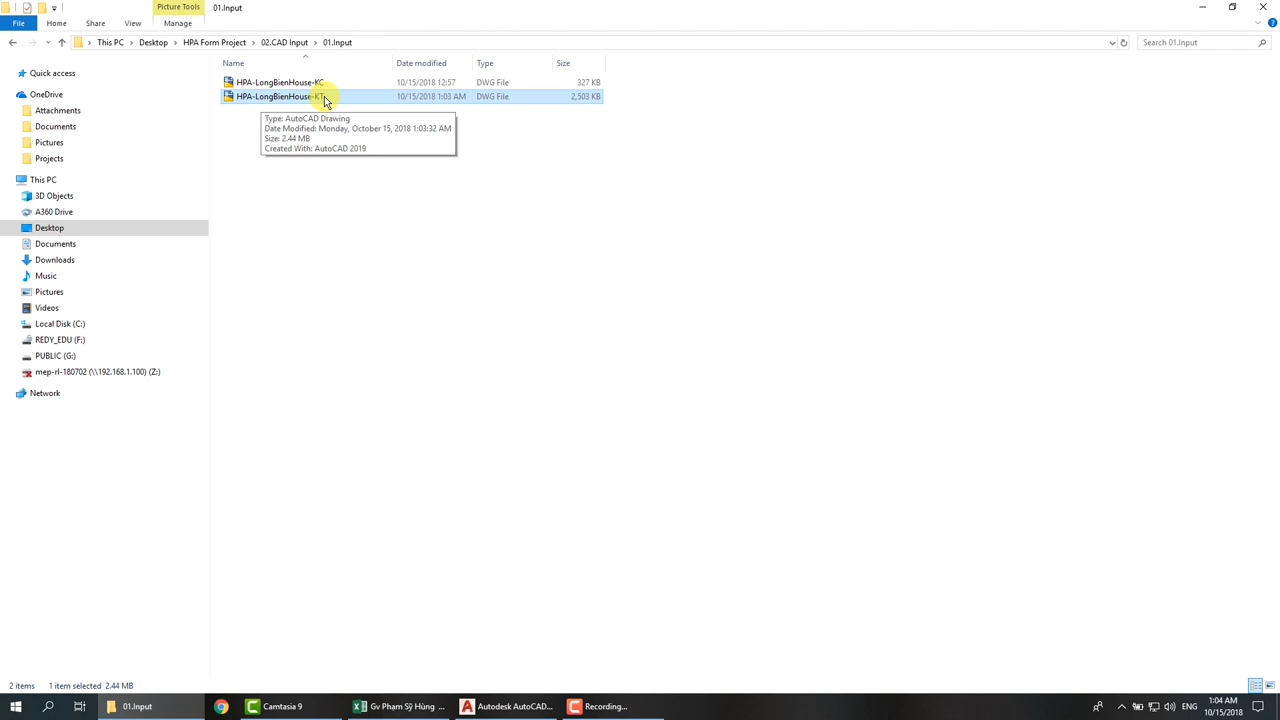 Picture Tools
01.Input
File
Home
Share
View
Manage
This PC
Desktop
HPA Form Project
02.CAD Input
01.Input
Search 01.Input
Name
Date modified
Type
Size
HPA-LongBienHouse-KC
10/15/2018 12:57
DWG File
327 KB
HPA-LongBienHouse-KT
10/15/2018 1:03 AM
DWG File
2,503 KB
Type: AutoCAD Drawing
Date Modified: Monday, October 15, 2018 1:03:32 AM
Size: 2.44 MB
Created With: AutoCAD 2019
Quick access
OneDrive
Attachments
Documents
Pictures
Projects
This PC
3D Objects
A360 Drive
Desktop
Documents
Downloads
Music
Pictures
Videos
Local Disk (C:)
REDY_EDU (F:)
PUBLIC (G:)
mep-rl-180702 (\\192.168.1.100) (Z:)
Network
2 items
1 item selected 2.44 MB
01.Input
Camtasia 9
Gv Phạm Sỹ Hùng ...
Autodesk AutoCAD...
Recording...
ENG
1:04 AM
10/15/2018